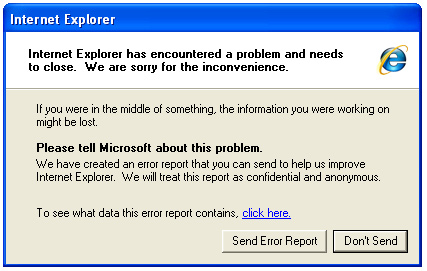 Internet Explorer
Internet Explorer has encountered a problem and needs
to close.  We are sorry for the inconvenience.
If you were in the middle of something, the information you were working on
might be lost.
Please tell Microsoft about this problem.
We have created an error report that you can send to help us improve
Internet Explorer.  We will treat this report as confidential and anonymous.
To see what data this error report contains, click here.
Send Error Report
Don't Send